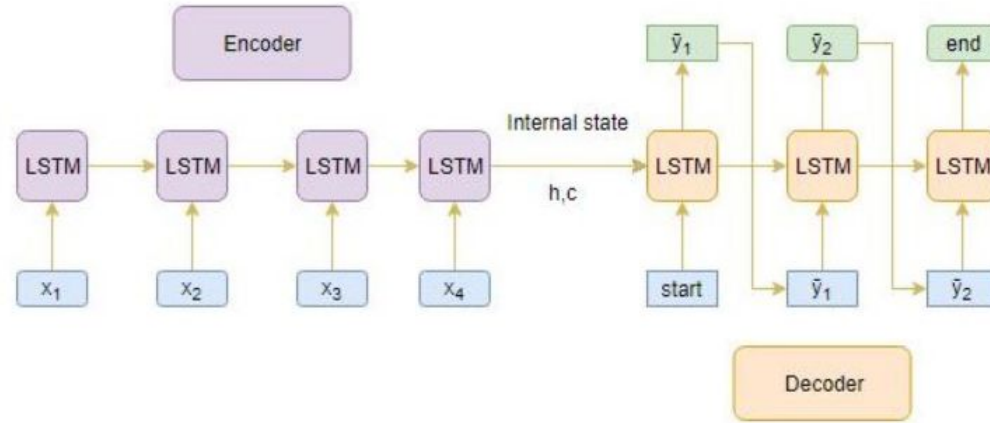 Encoder
ȳ₁ ȳ₂ end
Internal state
LSTM LSTM LSTM LSTM LSTM LSTM LSTM
h,c
x₁ x₂ x₃ x₄ start ȳ₁ ȳ₂
Decoder